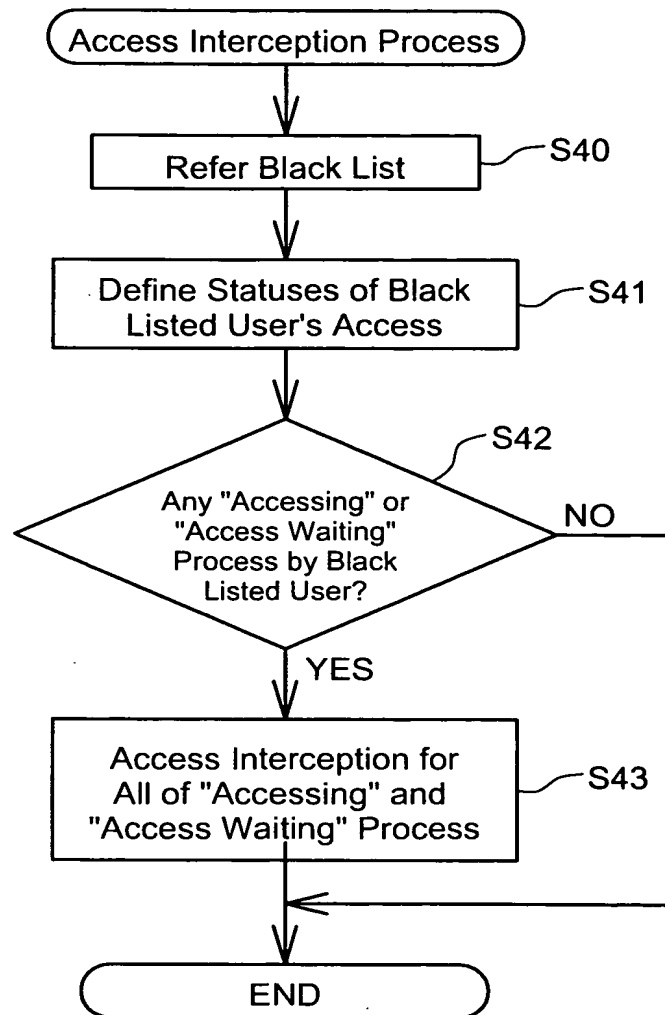 Access Interception Process
Refer Black List
S40
Define Statuses of Black
Listed User's Access
S41
S42
Any "Accessing" or
"Access Waiting"
Process by Black
Listed User?
NO
YES
Access Interception for
All of "Accessing" and
"Access Waiting" Process
S43
END